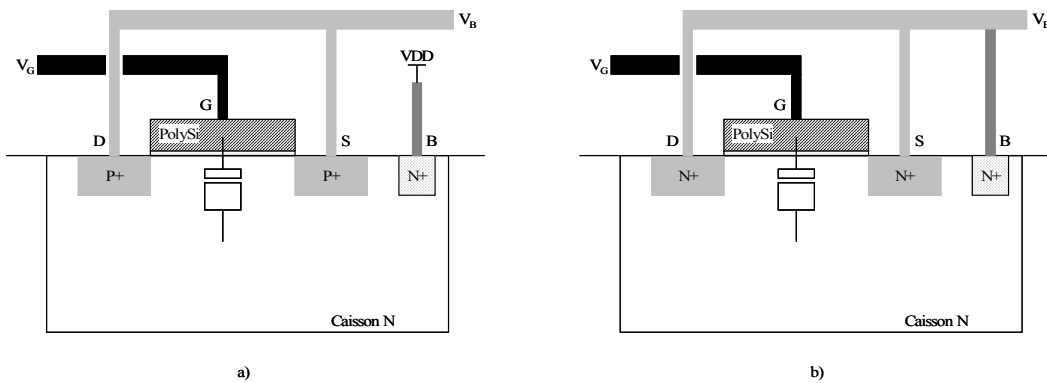 V_B
V_G
VDD
G
PolySi
D
S
B
P+
P+
N+
Caisson N
a)
V_B
V_G
G
PolySi
D
S
B
N+
N+
N+
Caisson N
b)